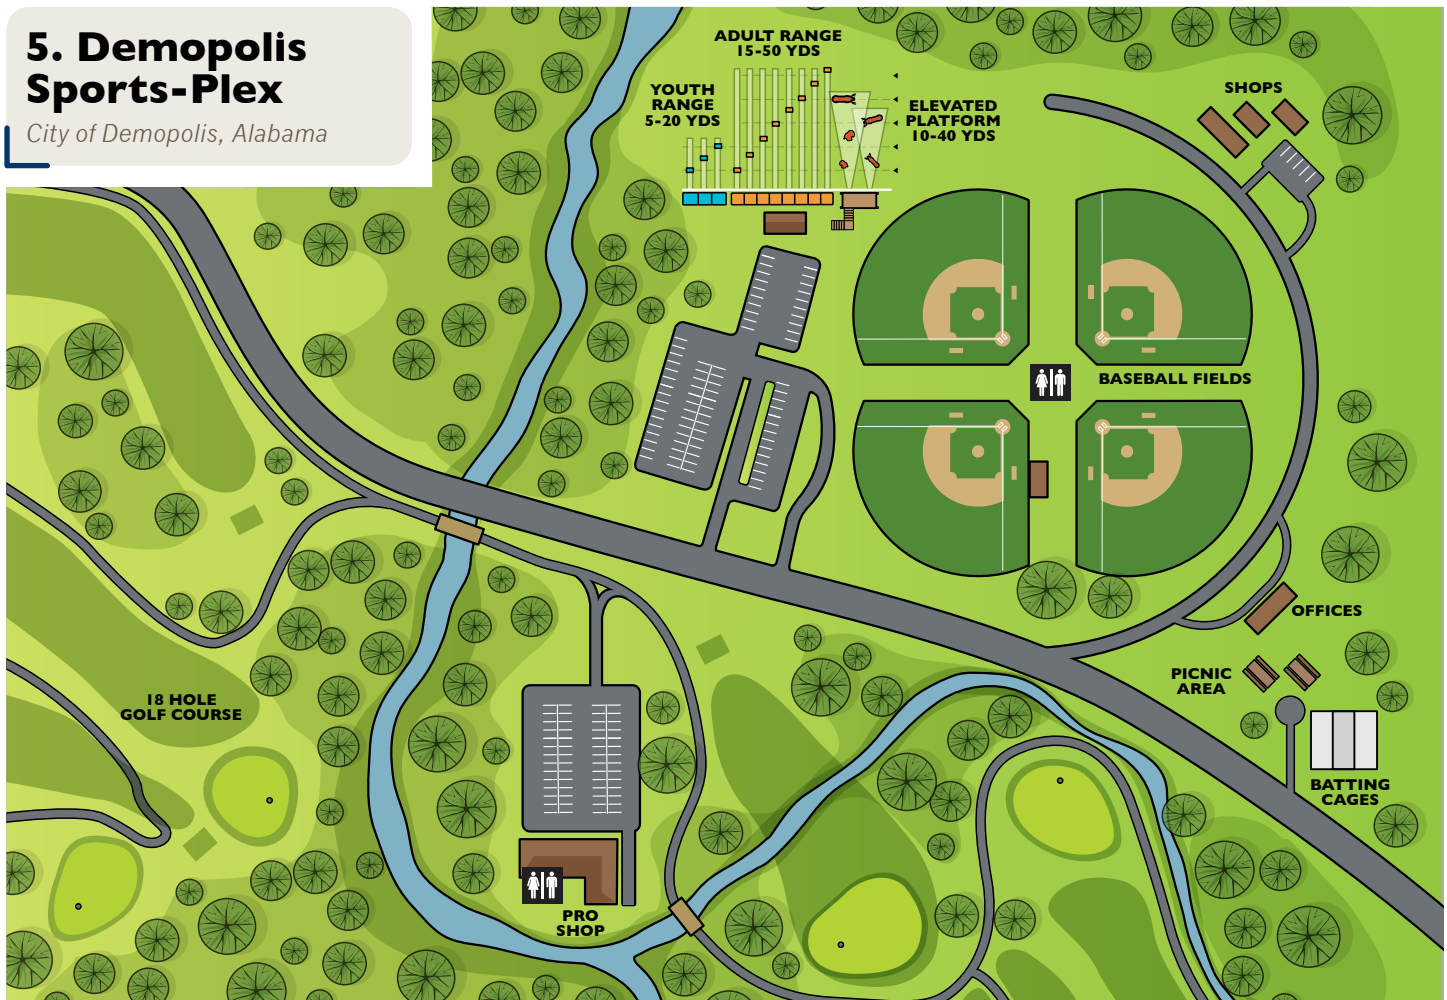 5. Demopolis
Sports-Plex
City of Demopolis, Alabama
ADULT RANGE
15-50 YDS
YOUTH
RANGE
5-20 YDS
ELEVATED
PLATFORM
10-40 YDS
SHOPS
BASEBALL FIELDS
OFFICES
PICNIC
AREA
18 HOLE
GOLF COURSE
BATTING
CAGES
PRO
SHOP